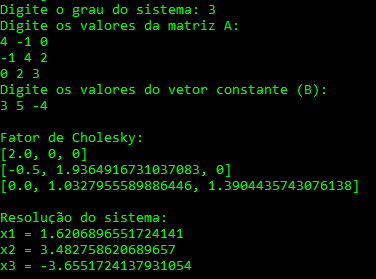 Digite o grau do sistema: 3
Digite os valores da matriz A:
4 -1 0
-1 4 2
0 2 3
Digite os valores do vetor constante (B):
3 5 -4
Fator de Cholesky:
[2.0, 0, 0]
[-0.5, 1.9364916731037083, 0]
[0.0, 1.0327955589886446, 1.3904435743076138]
Resolução do sistema:
x1 = 1.6206896551724141
x2 = 3.482758620689657
x3 = -3.6551724137931054